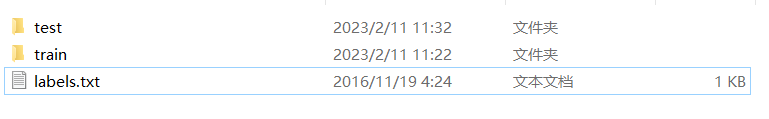 test 2023/2/11 11:32 文件夹
train 2023/2/11 11:22 文件夹
labels.txt 2016/11/19 4:24 文本文档 1 KB